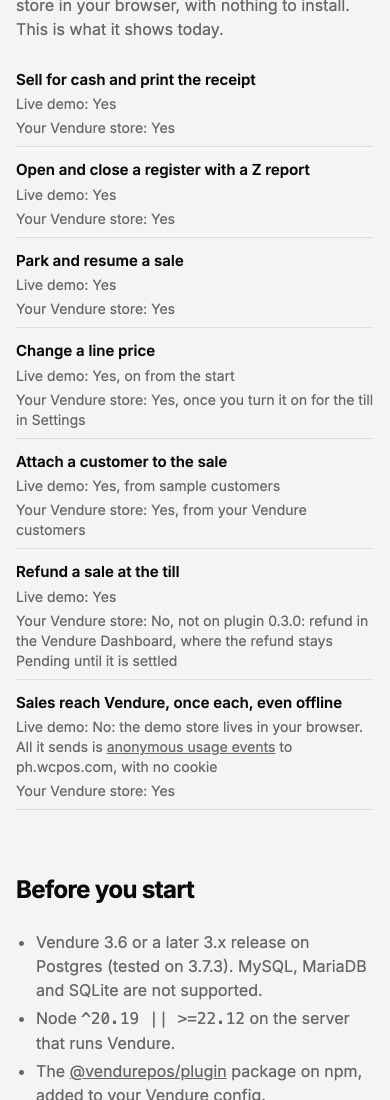 store in your browser, with nothing to install.
This is what it shows today.
Sell for cash and print the receipt
Live demo: Yes
Your Vendure store: Yes
Open and close a register with a Z report
Live demo: Yes
Your Vendure store: Yes
Park and resume a sale
Live demo: Yes
Your Vendure store: Yes
Change a line price
Live demo: Yes, on from the start
Your Vendure store: Yes, once you turn it on for the till
in Settings
Attach a customer to the sale
Live demo: Yes, from sample customers
Your Vendure store: Yes, from your Vendure
customers
Refund a sale at the till
Live demo: Yes
Your Vendure store: No, not on plugin 0.3.0: refund in
the Vendure Dashboard, where the refund stays
Pending until it is settled
Sales reach Vendure, once each, even offline
Live demo: No: the demo store lives in your browser.
All it sends is anonymous usage events to
ph.wcpos.com, with no cookie
Your Vendure store: Yes
Before you start
• Vendure 3.6 or a later 3.x release on
Postgres (tested on 3.7.3). MySQL, MariaDB
and SQLite are not supported.
• Node ^20.19 || >=22.12 on the server
that runs Vendure.
• The @vendurepos/plugin package on npm,
added to your Vendure config.